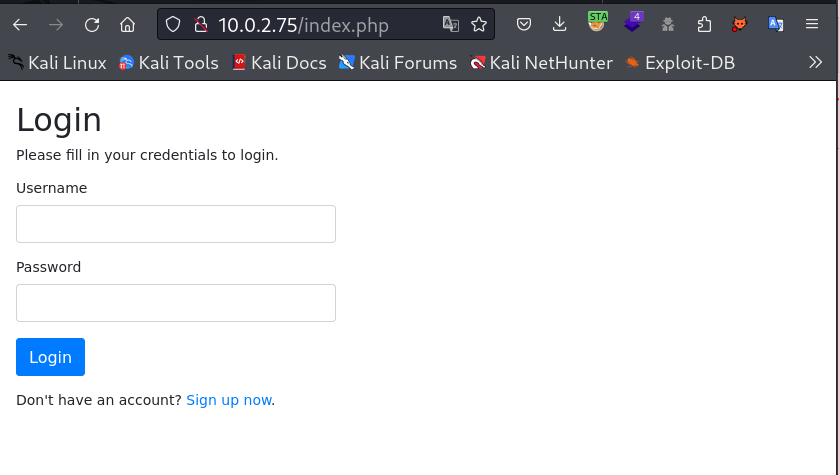 10.0.2.75/index.php
STA
4
Kali Linux Kali Tools Kali Docs Kali Forums Kali NetHunter Exploit-DB
Login
Please fill in your credentials to login.
Username
Password
Login
Don't have an account? Sign up now.